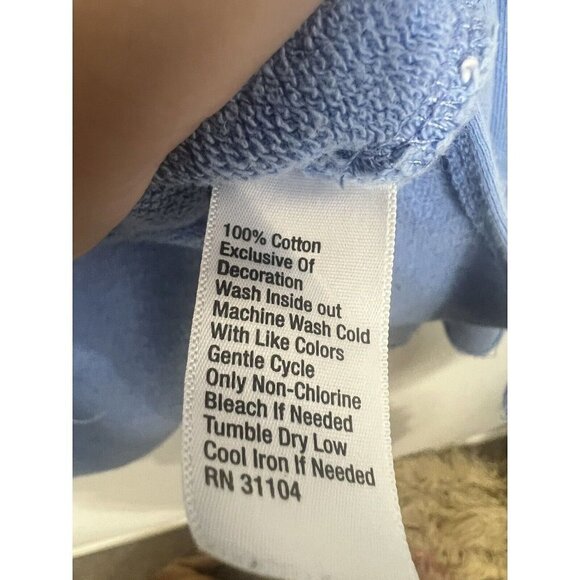 100% Cotton
Exclusive Of
Decoration
Wash Inside out
Machine Wash Cold
With Like Colors
Gentle Cycle
Only Non-Chlorine
Bleach If Needed
Tumble Dry Low
Cool Iron If Needed
RN 31104